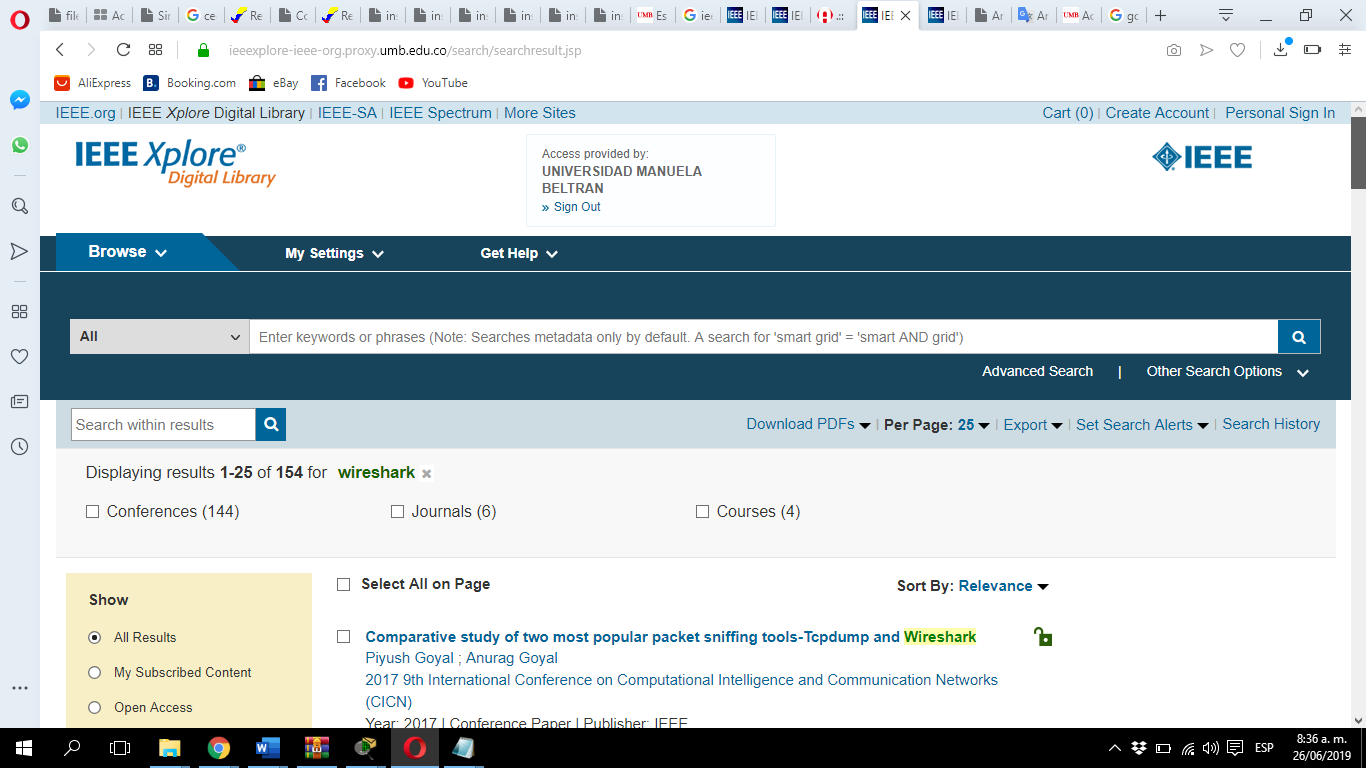 file
Ac
Sir
ce
Re
Co
Re
in
in
in
in
in
in
UMB Es
iee
IEEE IEI
IEEE IEI
.::
IEEE IEI
IEEE IEI
Ar
Ar
UMB Ac
gc
ieeexplore-ieee-org.proxy.umb.edu.co/search/searchresult.jsp
AliExpress
B. Booking.com
eBay
Facebook
YouTube
IEEE.org | IEEE Xplore Digital Library | IEEE-SA | IEEE Spectrum | More Sites
Cart (0) | Create Account | Personal Sign In
IEEE Xplore®
Digital Library
Access provided by:
UNIVERSIDAD MANUELA
BELTRAN
» Sign Out
IEEE
Browse
My Settings
Get Help
All
Enter keywords or phrases (Note: Searches metadata only by default. A search for 'smart grid' = 'smart AND grid')
Advanced Search | Other Search Options
Search within results
Download PDFs | Per Page: 25 | Export | Set Search Alerts | Search History
Displaying results 1-25 of 154 for wireshark
Conferences (144)
Journals (6)
Courses (4)
Show
All Results
My Subscribed Content
Open Access
Select All on Page
Sort By: Relevance
Comparative study of two most popular packet sniffing tools-Tcpdump and Wireshark
Piyush Goyal ; Anurag Goyal
2017 9th International Conference on Computational Intelligence and Communication Networks
(CICN)
Year: 2017 | Conference Paper | Publisher: IEEE
ESP
8:36 a. m.
26/06/2019